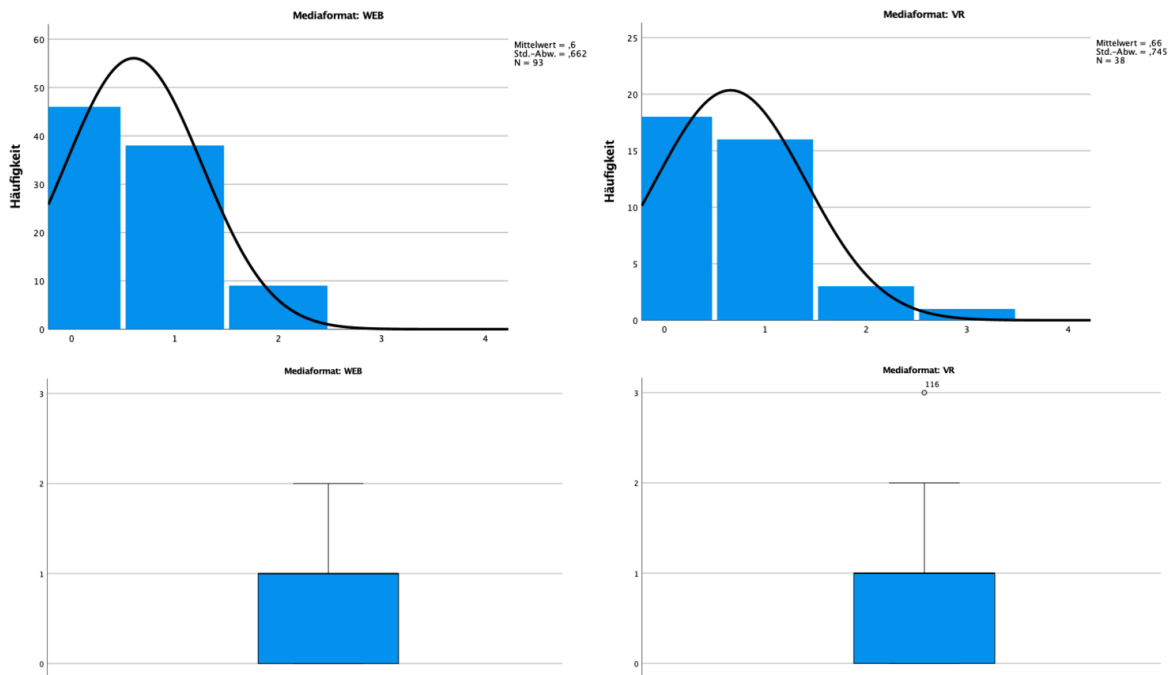 Mediaformat: WEB
Mittelwert = ,6
Std.-Abw. = ,662
N = 93
Häufigkeit
60
50
40
30
20
10
0
0 1 2 3 4
Mediaformat: VR
Mittelwert = ,66
Std.-Abw. = ,745
N = 38
Häufigkeit
25
20
15
10
5
0
0 1 2 3 4
Mediaformat: WEB
3
2
1
0
Mediaformat: VR
116
3
2
1
0